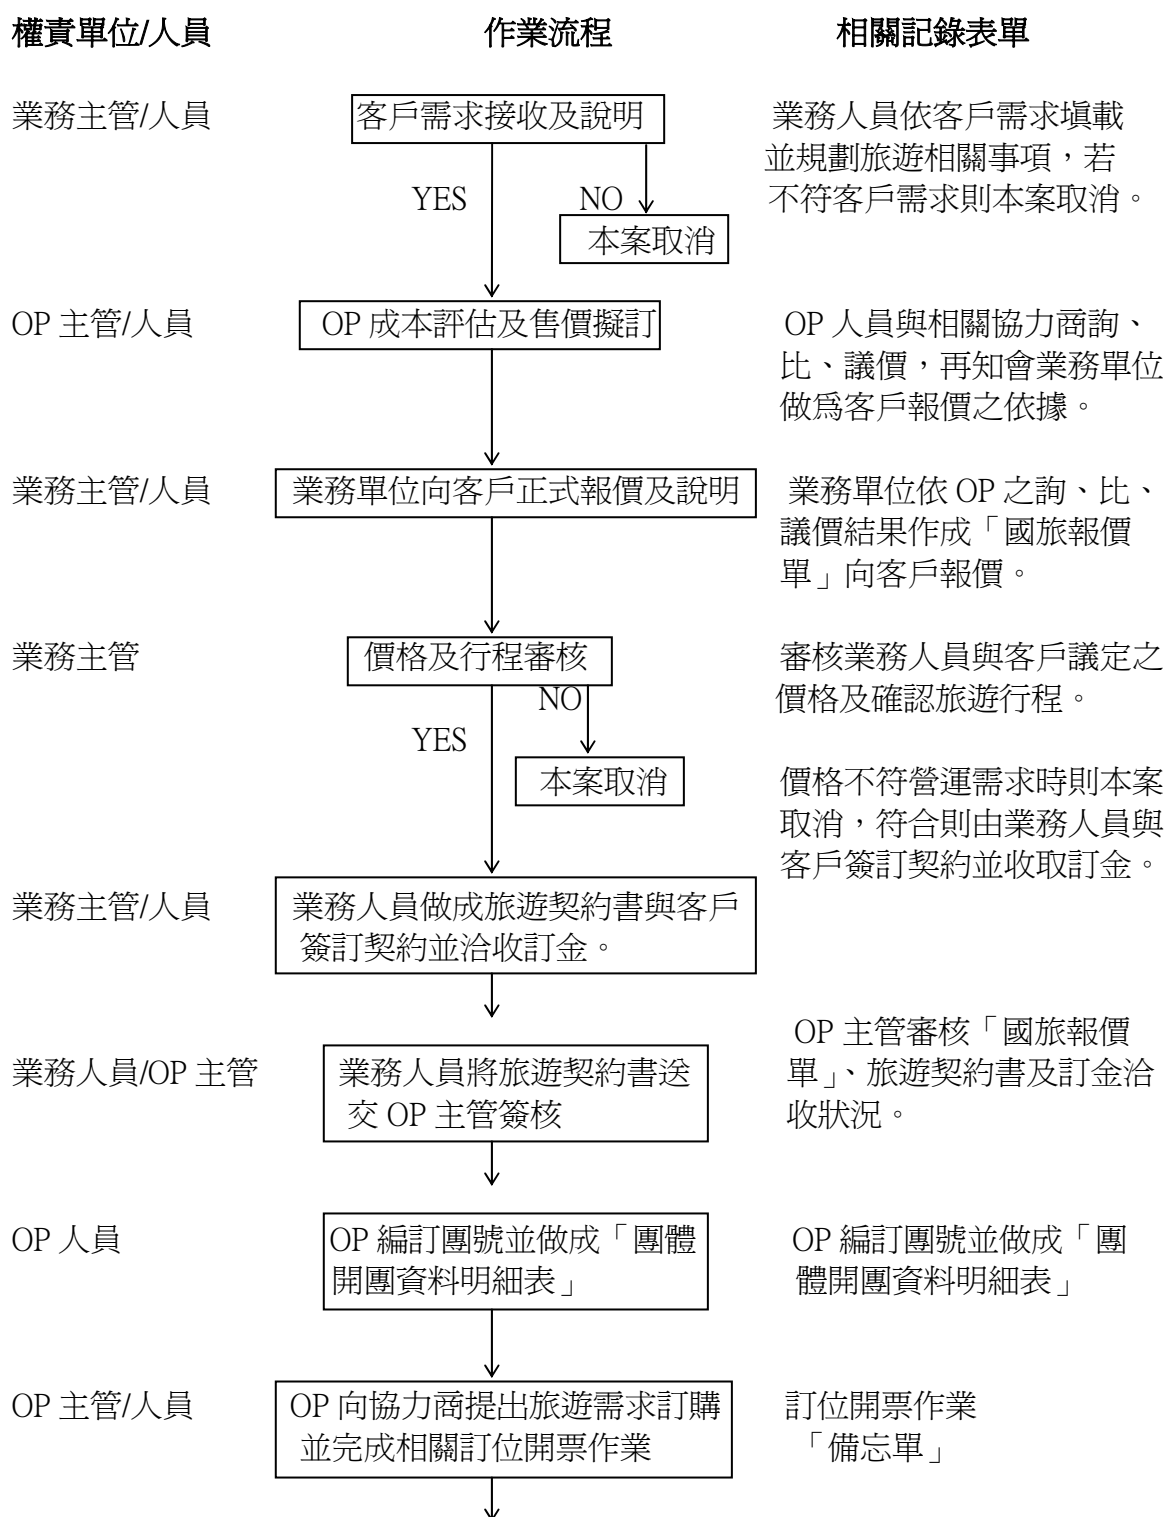 權責單位/人員 作業流程 相關記錄表單
業務主管/人員 客戶需求接收及說明 業務人員依客戶需求填載
並規劃旅遊相關事項，若
YES NO 不符客戶需求則本案取消。
本案取消
OP 主管/人員 OP 成本評估及售價擬訂 OP 人員與相關協力商詢、
比、議價，再知會業務單位
做為客戶報價之依據。
業務主管/人員 業務單位向客戶正式報價及說明 業務單位依 OP 之詢、比、
議價結果作成「國旅報價
單」向客戶報價。
業務主管 價格及行程審核 審核業務人員與客戶議定之
NO 價格及確認旅遊行程。
YES
本案取消 價格不符營運需求時則本案
取消，符合則由業務人員與
客戶簽訂契約並收取訂金。
業務主管/人員 業務人員做成旅遊契約書與客戶
簽訂契約並洽收訂金。
OP 主管審核「國旅報價
業務人員/OP 主管 業務人員將旅遊契約書送 單」、旅遊契約書及訂金洽
交 OP 主管簽核 收狀況。
OP 人員 OP 編訂團號並做成「團體 OP 編訂團號並做成「團
開團資料明細表」 體開團資料明細表」
OP 主管/人員 OP 向協力商提出旅遊需求訂購 訂位開票作業
並完成相關訂位開票作業 「備忘單」